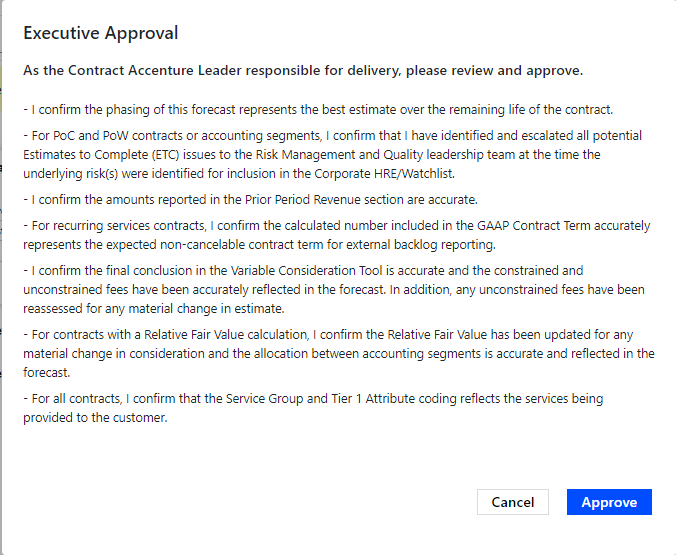 Executive Approval
As the Contract Accenture Leader responsible for delivery, please review and approve.
- I confirm the phasing of this forecast represents the best estimate over the remaining life of the contract.
- For PoC and PoW contracts or accounting segments, I confirm that I have identified and escalated all potential
Estimates to Complete (ETC) issues to the Risk Management and Quality leadership team at the time the
underlying risk(s) were identified for inclusion in the Corporate HRE/Watchlist.
- I confirm the amounts reported in the Prior Period Revenue section are accurate.
- For recurring services contracts, I confirm the calculated number included in the GAAP Contract Term accurately
represents the expected non-cancelable contract term for external backlog reporting.
- I confirm the final conclusion in the Variable Consideration Tool is accurate and the constrained and
unconstrained fees have been accurately reflected in the forecast. In addition, any unconstrained fees have been
reassessed for any material change in estimate.
- For contracts with a Relative Fair Value calculation, I confirm the Relative Fair Value has been updated for any
material change in consideration and the allocation between accounting segments is accurate and reflected in the
forecast.
- For all contracts, I confirm that the Service Group and Tier 1 Attribute coding reflects the services being
provided to the customer.
Cancel Approve